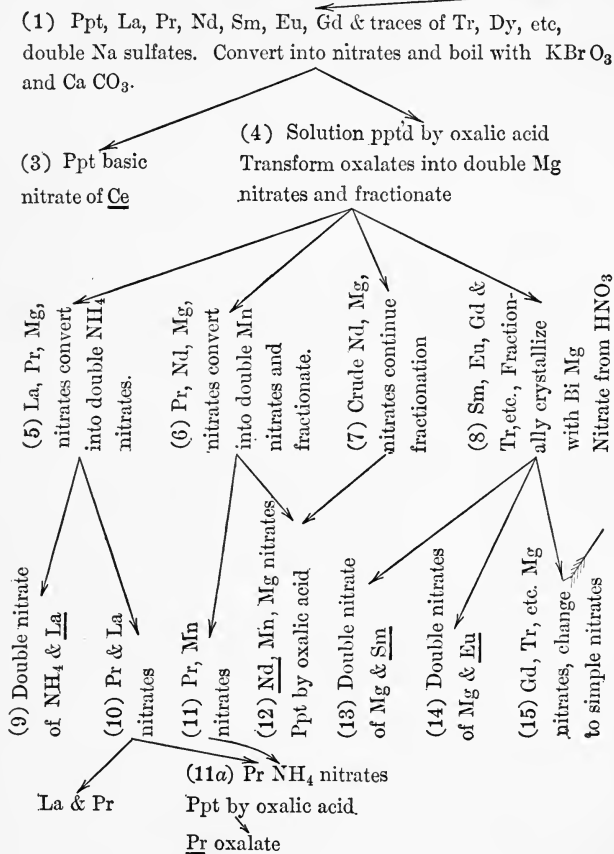 (1) Ppt, La, Pr, Nd, Sm, Eu, Gd & traces of Tr, Dy, etc,
double Na sulfates. Convert into nitrates and boil with KBrO3
and CaCO3.
(3) Ppt basic
nitrate of Ce
(4) Solution pptd by oxalic acid
Transform oxalates into double Mg
nitrates and fractionate
(5) La, Pr, Mg,
nitrates convert
into double NH4
nitrates.
(6) Pr, Nd, Mg,
nitrates convert
into double Mn
nitrates and
fractionate.
(7) Crude Nd, Mg,
nitrates continue
fractionation
(8) Sm, Eu, Gd &
Tr, etc., Fraction-
ally crystallize
with Bi Mg
Nitrate from HNO3
(9) Double nitrate
of NH4 & La
(10) Pr & La
nitrates
(11) Pr, Mn
nitrates
(12) Nd, Mn, Mg nitrates
Ppt by oxalic acid
(13) Double nitrate
of Mg & Sm
(14) Double nitrates
of Mg & Eu
(15) Gd, Tr, etc. Mg
nitrates, change
to simple nitrates
La & Pr
(11a) Pr NH4 nitrates
Ppt by oxalic acid.
Pr oxalate